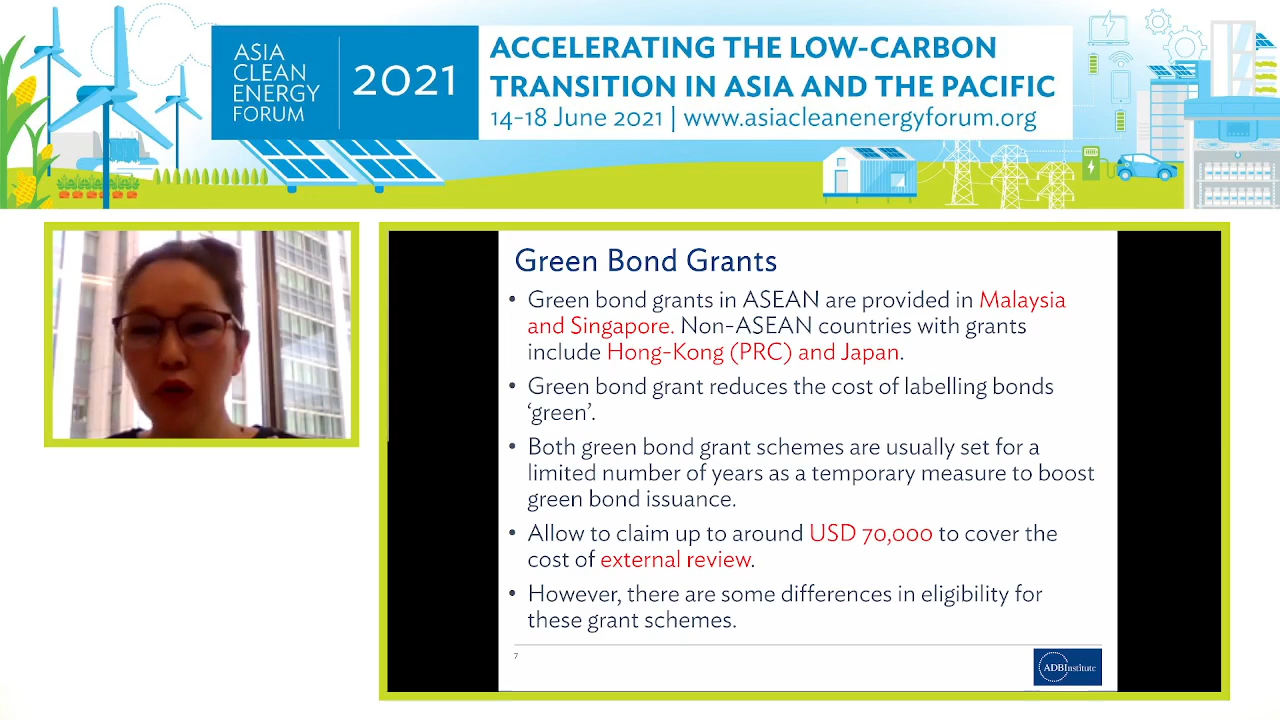 ASIA
CLEAN
ENERGY
FORUM
2021
ACCELERATING THE LOW-CARBON
TRANSITION IN ASIA AND THE PACIFIC
14-18 June 2021 | www.asiacleanenergyforum.org
Green Bond Grants
• Green bond grants in ASEAN are provided in Malaysia
and Singapore. Non-ASEAN countries with grants
include Hong-Kong (PRC) and Japan.
• Green bond grant reduces the cost of labelling bonds
‘green’.
• Both green bond grant schemes are usually set for a
limited number of years as a temporary measure to boost
green bond issuance.
• Allow to claim up to around USD 70,000 to cover the
cost of external review.
• However, there are some differences in eligibility for
these grant schemes.
7
ADBInstitute